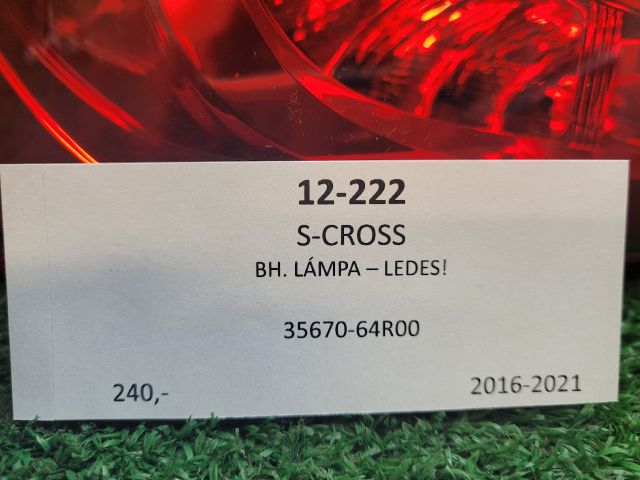 12-222
S-CROSS
BH. LÁMPA – LEDES!
35670-64R00
240,-
2016-2021